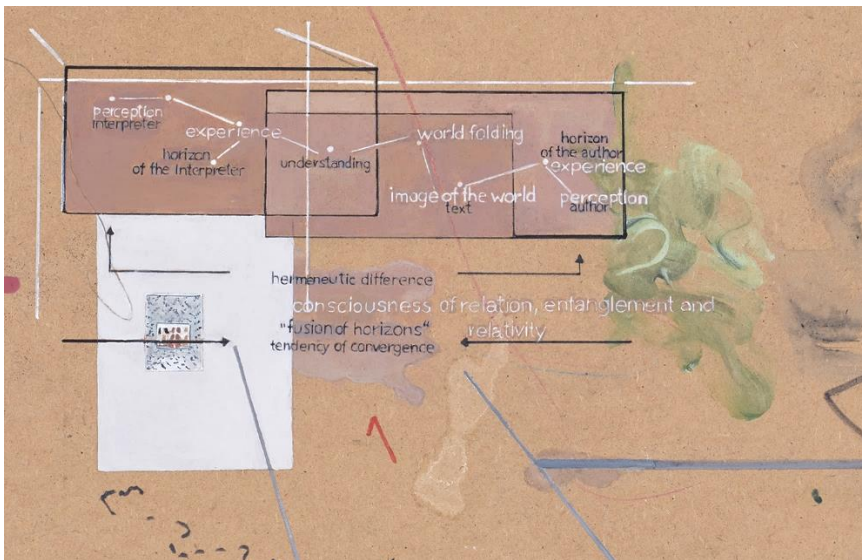 perception
interpreter
experience
horizon
of the interpreter
understanding
world folding
image of the world
text
horizon
of the author
experience
perception
author
hermeneutic difference
consciousness of relation, entanglement and
relativity
"fusion of horizons"
tendency of convergence